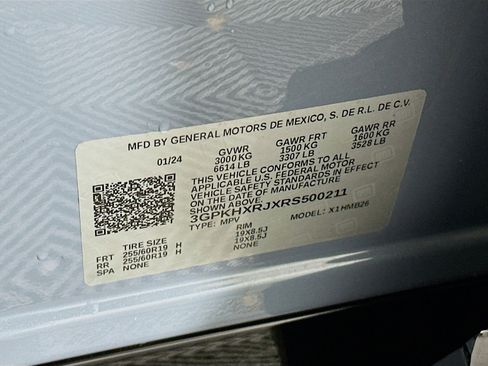 MFD BY GENERAL MOTORS DE MEXICO, S. DE R.L. DE C.V.
01/24 GVWR GAWR FRT GAWR RR
3000 KG 1500 KG 1600 KG
6614 LB 3307 LB 3528 LB
THIS VEHICLE CONFORMS TO ALL
APPLICABLE U.S. FEDERAL MOTOR
VEHICLE SAFETY STANDARDS IN EFFECT
ON THE DATE OF MANUFACTURE
SHOWN ABOVE.
3GPKHXRJXRS500211
TYPE: MPV MODEL: X1HMB26
TIRE SIZE RIM
FRT 255/60R19 H 19X8.5J
RR 255/60R19 H 19X8.5J
SPA NONE NONE